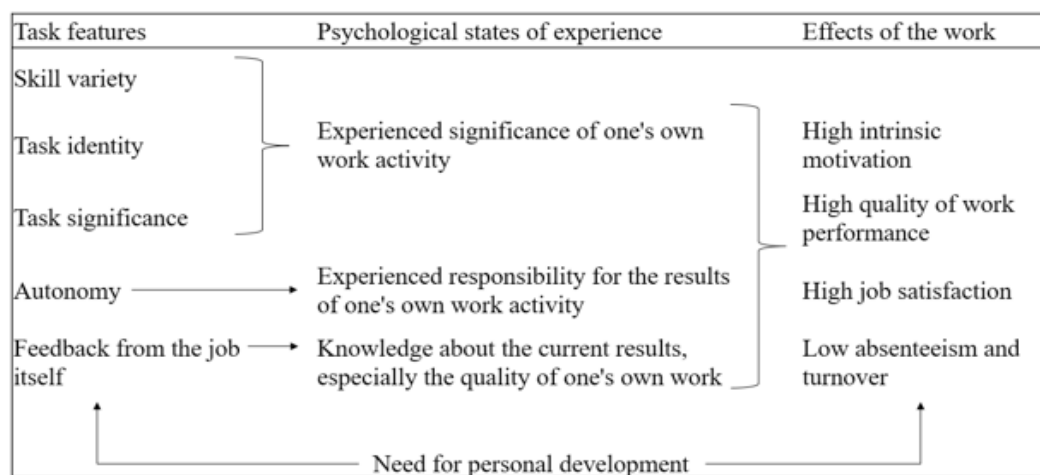 Task features
Psychological states of experience
Effects of the work
Skill variety
Task identity
Task significance
Experienced significance of one's own
work activity
High intrinsic
motivation
High quality of work
performance
Autonomy
Experienced responsibility for the results
of one's own work activity
High job satisfaction
Feedback from the job
itself
Knowledge about the current results,
especially the quality of one's own work
Low absenteeism and
turnover
Need for personal development